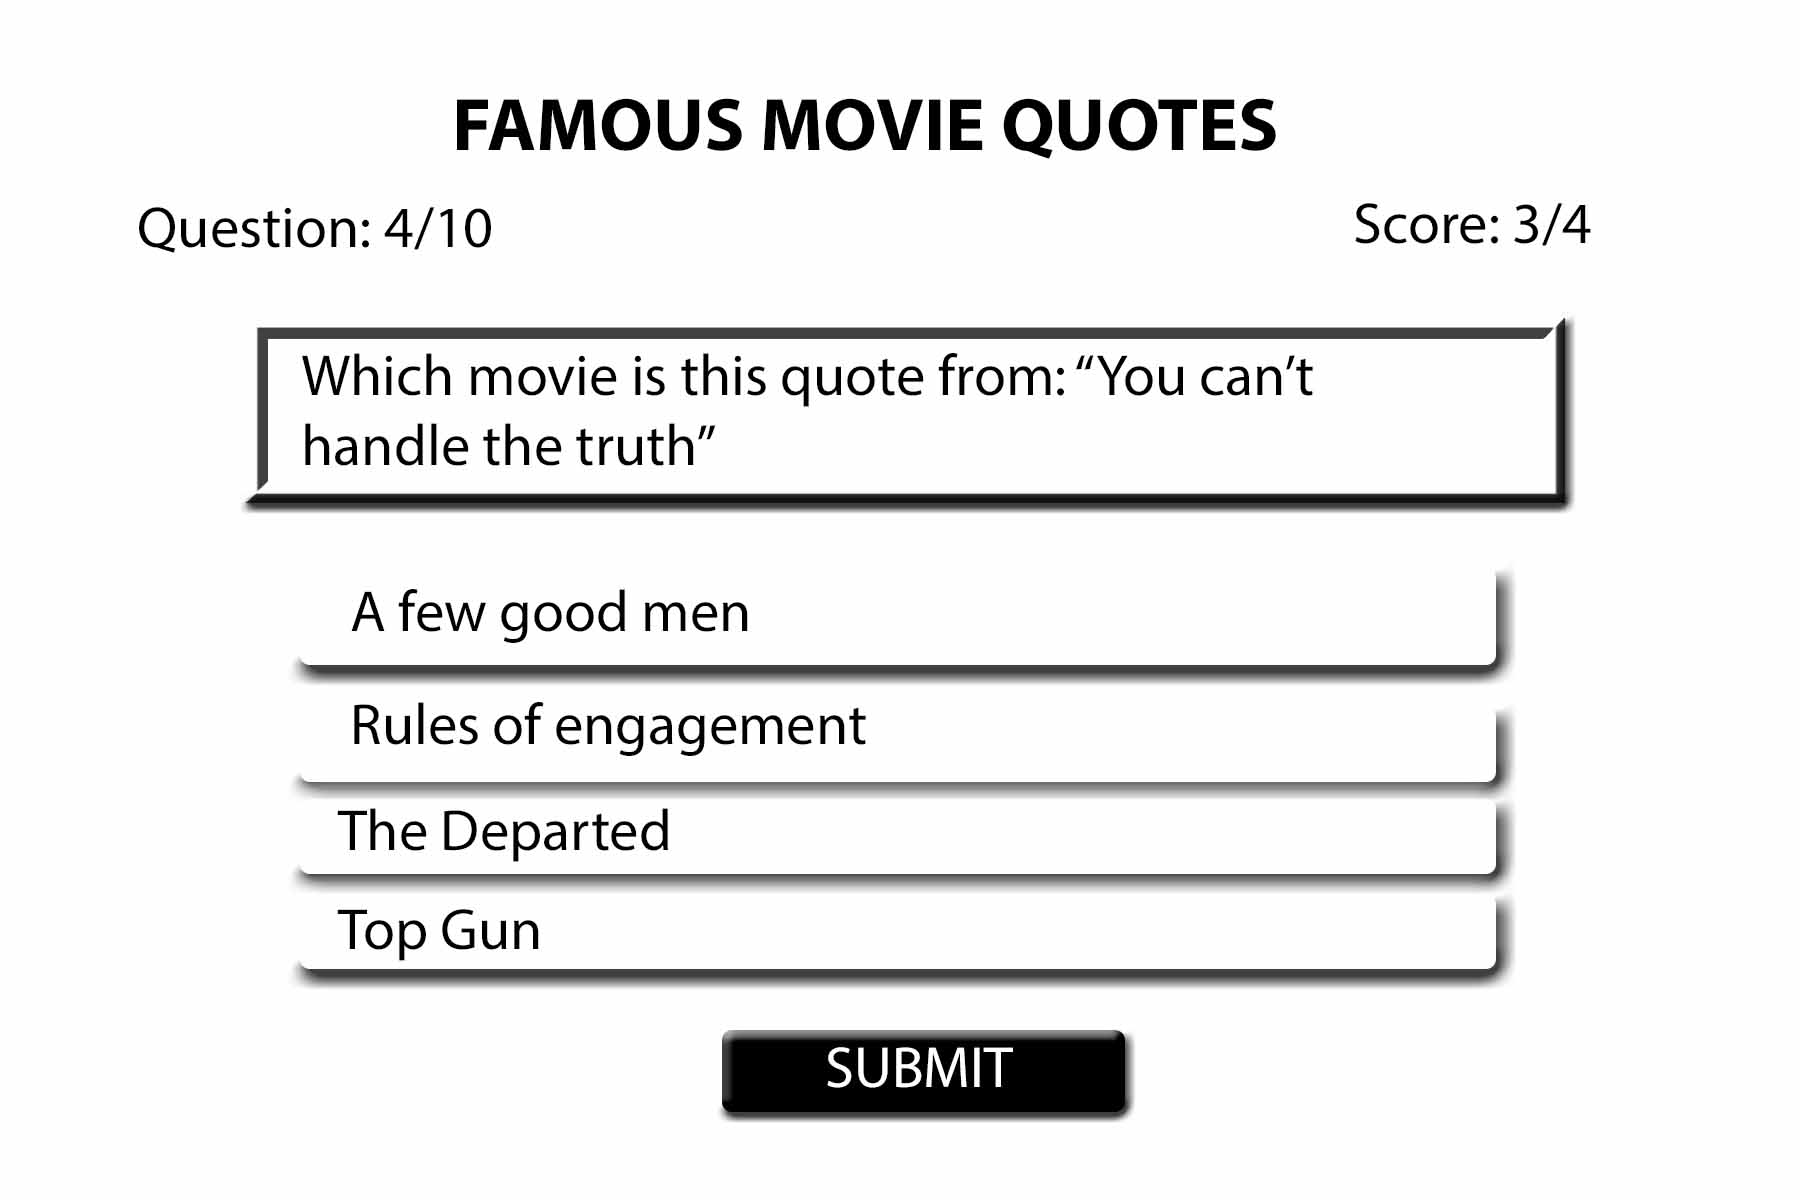 FAMOUS MOVIE QUOTES
Question: 4/10
Score: 3/4
Which movie is this quote from: “You can’t
handle the truth”
A few good men
Rules of engagement
The Departed
Top Gun
SUBMIT